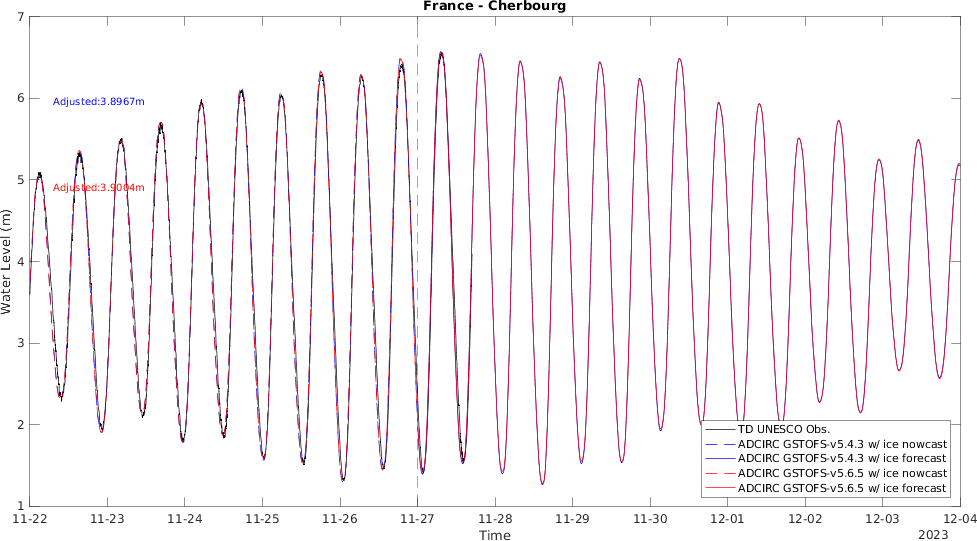 France - Cherbourg
7
6
5
4
3
2
1
Water Level (m)
Adjusted:3.8967m
Adjusted:3.9004m
TD UNESCO Obs.
ADCIRC GSTOFS-v5.4.3 w/ ice nowcast
ADCIRC GSTOFS-v5.4.3 w/ ice forecast
ADCIRC GSTOFS-v5.6.5 w/ ice nowcast
ADCIRC GSTOFS-v5.6.5 w/ ice forecast
11-22 11-23 11-24 11-25 11-26 11-27 11-28 11-29 11-30 12-01 12-02 12-03 12-04
Time
2023